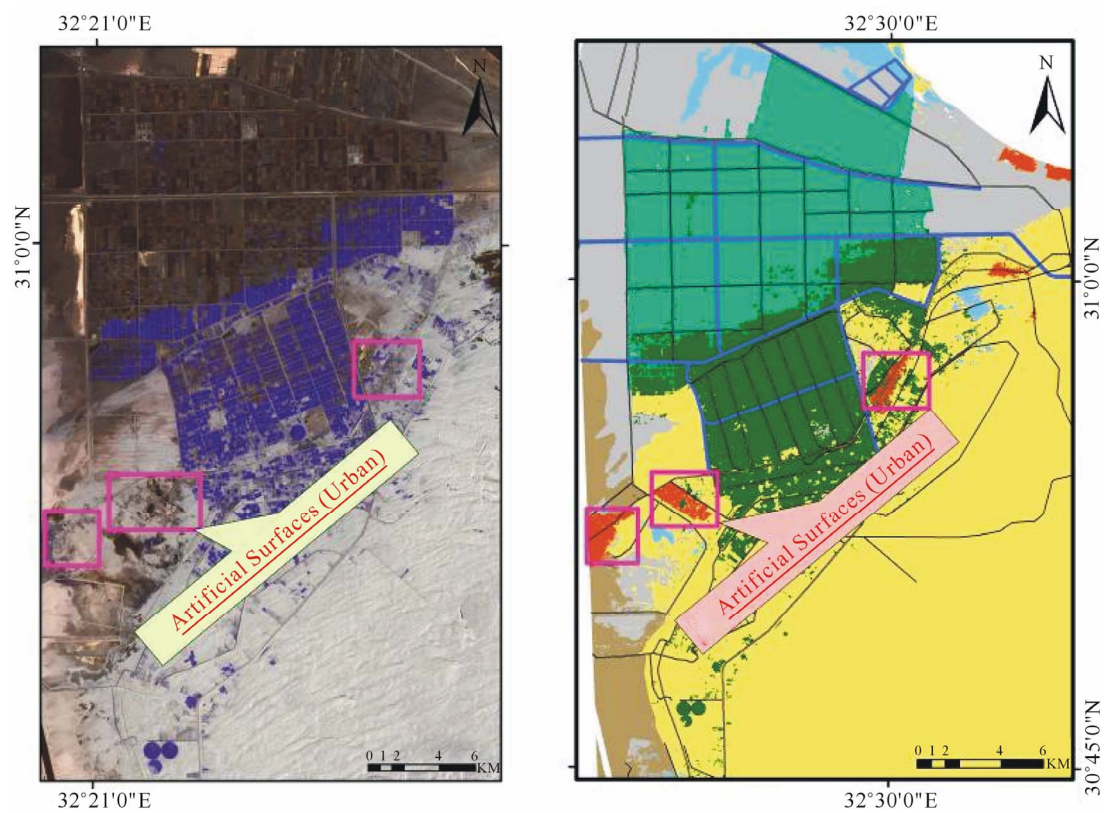 32°21'0"E
32°30'0"E
N
N
31°0'0"N
31°0'0"N
Artificial Surfaces (Urban)
Artificial Surfaces (Urban)
0 1 2 4 6
KM
0 1 2 4 6
KM
30°45'0"N
32°21'0"E
32°30'0"E